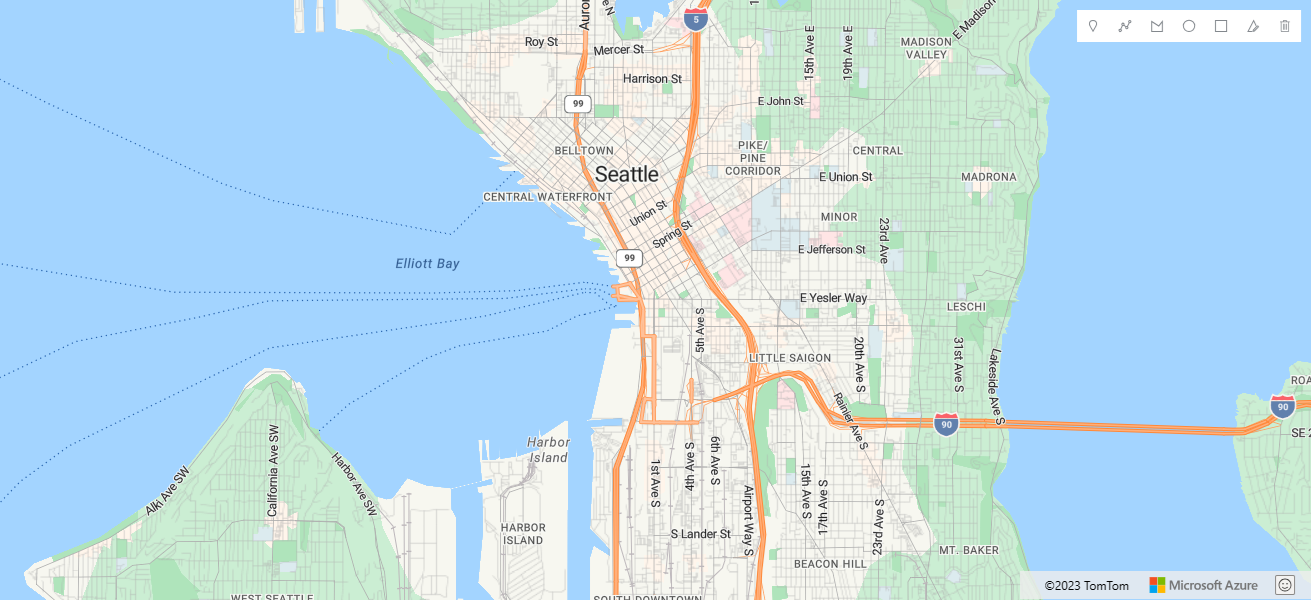 Auror
e N
5
Roy St
Mercer St
Harrison St
99
15th Ave E
19th Ave E
MADISON
VALLEY
E Madison
E John St
BELLTOWN
Seattle
PIKE/
PINE
CORRIDOR
CENTRAL
E Union St
MADRONA
CENTRAL WATERFRONT
Union St
Spring St
MINOR
23rd Ave
E Jefferson St
99
Elliott Bay
E Yesler Way
LESCHI
5th Ave S
LITTLE SAIGON
20th Ave S
31st Ave S
Lakeside Ave S
ROA
90
Rainier Ave S
90
SE 2
Harbor
Island
California Ave SW
Harbor Ave SW
Alki Ave SW
1st Ave S
4th Ave S
6th Ave S
Airport Way S
15th Ave S
17th Ave S
23rd Ave S
HARBOR
ISLAND
S Lander St
MT. BAKER
BEACON HILL
WEST SEATTLE
SOUTH DOWNTOWN
©2023 TomTom
Microsoft Azure